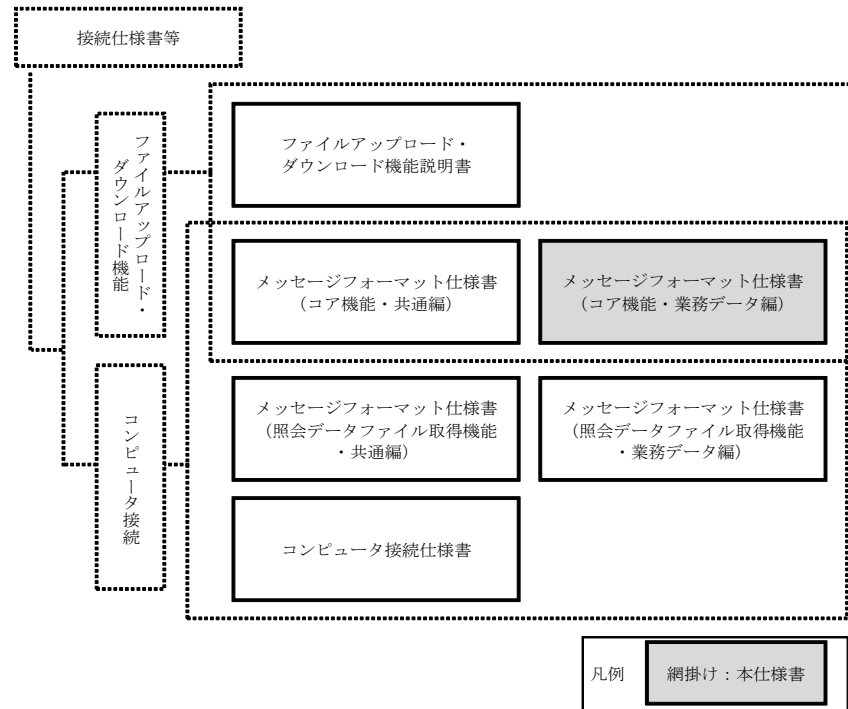 接続仕様書等
ファイルアップロード・
ダウンロード機能
ファイルアップロード・
ダウンロード機能説明書
メッセージフォーマット仕様書
（コア機能・共通編）
メッセージフォーマット仕様書
（コア機能・業務データ編）
コンピュータ接続
メッセージフォーマット仕様書
（照会データファイル取得機能
・共通編）
メッセージフォーマット仕様書
（照会データファイル取得機能
・業務データ編）
コンピュータ接続仕様書
凡例
網掛け：本仕様書